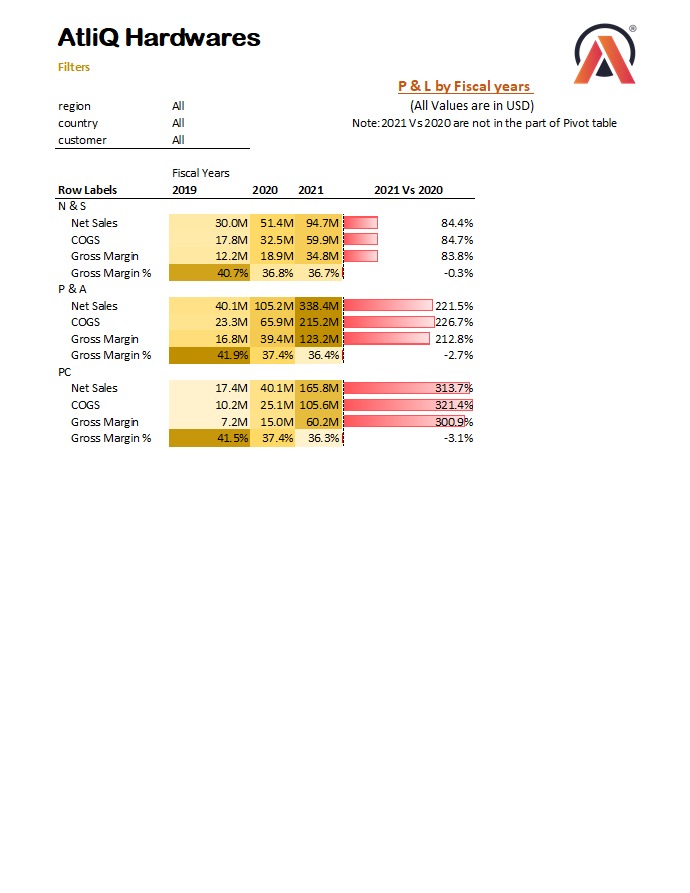 AtliQ Hardwares
®
Filters
P & L by Fiscal years
region All (All Values are in USD)
country All Note:2021 Vs 2020 are not in the part of Pivot table
customer All
Fiscal Years
Row Labels 2019 2020 2021 2021 Vs 2020
N & S
Net Sales 30.0M 51.4M 94.7M 84.4%
COGS 17.8M 32.5M 59.9M 84.7%
Gross Margin 12.2M 18.9M 34.8M 83.8%
Gross Margin % 40.7% 36.8% 36.7% -0.3%
P & A
Net Sales 40.1M 105.2M 338.4M 221.5%
COGS 23.3M 65.9M 215.2M 226.7%
Gross Margin 16.8M 39.4M 123.2M 212.8%
Gross Margin % 41.9% 37.4% 36.4% -2.7%
PC
Net Sales 17.4M 40.1M 165.8M 313.7%
COGS 10.2M 25.1M 105.6M 321.4%
Gross Margin 7.2M 15.0M 60.2M 300.9%
Gross Margin % 41.5% 37.4% 36.3% -3.1%